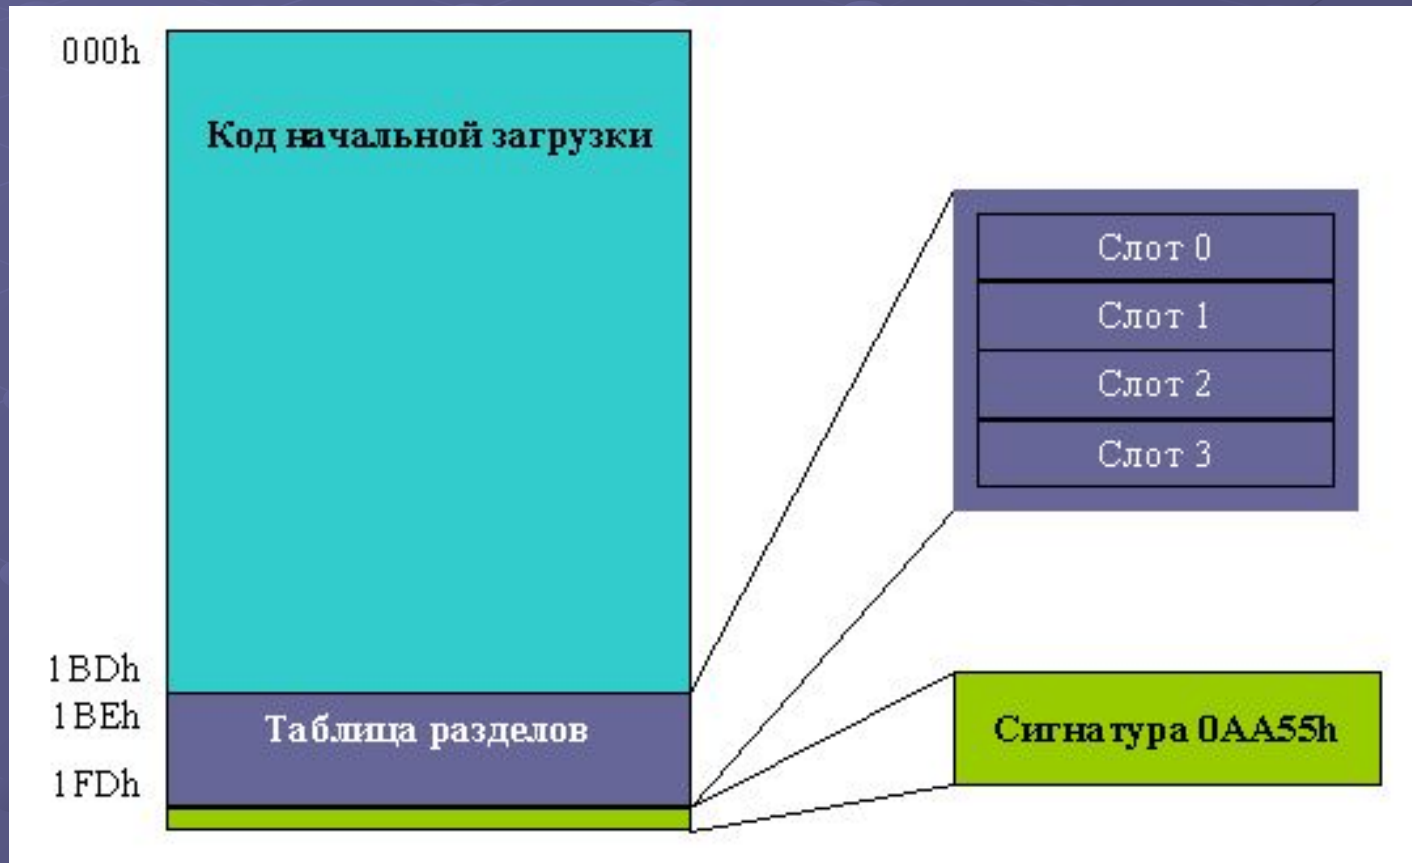 000h
Код начальной загрузки
1BDh
1BEh
Таблица разделов
1FDh
Слот 0
Слот 1
Слот 2
Слот 3
Сигнатура 0AA55h